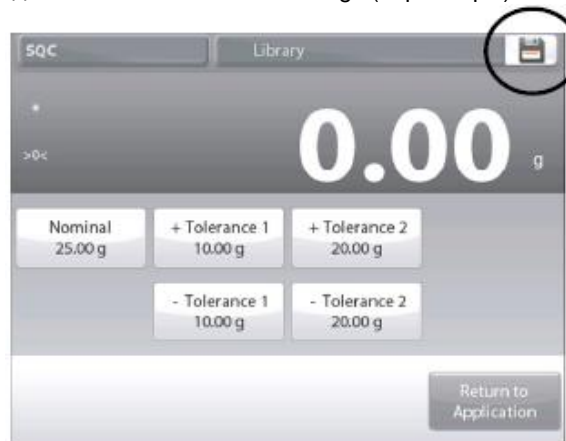 SQC
Library
*
>0<
0.00 g
Nominal
25.00 g
+ Tolerance 1
10.00 g
+ Tolerance 2
20.00 g
- Tolerance 1
10.00 g
- Tolerance 2
20.00 g
Return to
Application